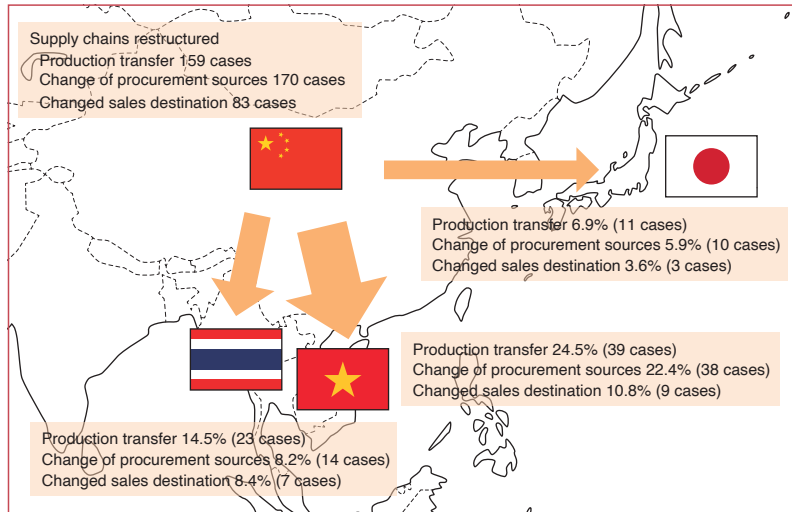 Supply chains restructured
Production transfer 159 cases
Change of procurement sources 170 cases
Changed sales destination 83 cases
Production transfer 6.9% (11 cases)
Change of procurement sources 5.9% (10 cases)
Changed sales destination 3.6% (3 cases)
Production transfer 24.5% (39 cases)
Change of procurement sources 22.4% (38 cases)
Changed sales destination 10.8% (9 cases)
Production transfer 14.5% (23 cases)
Change of procurement sources 8.2% (14 cases)
Changed sales destination 8.4% (7 cases)